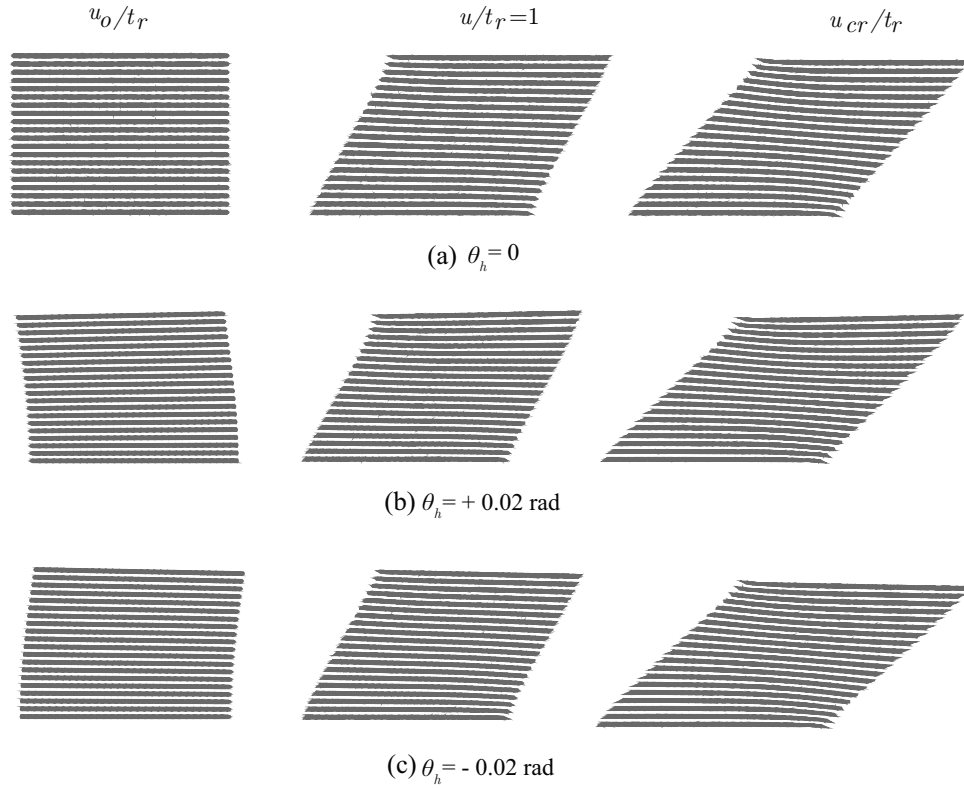 u_o/t_r u/t_r=1 u_cr/t_r
(a) θ_h= 0
(b) θ_h= + 0.02 rad
(c) θ_h= - 0.02 rad